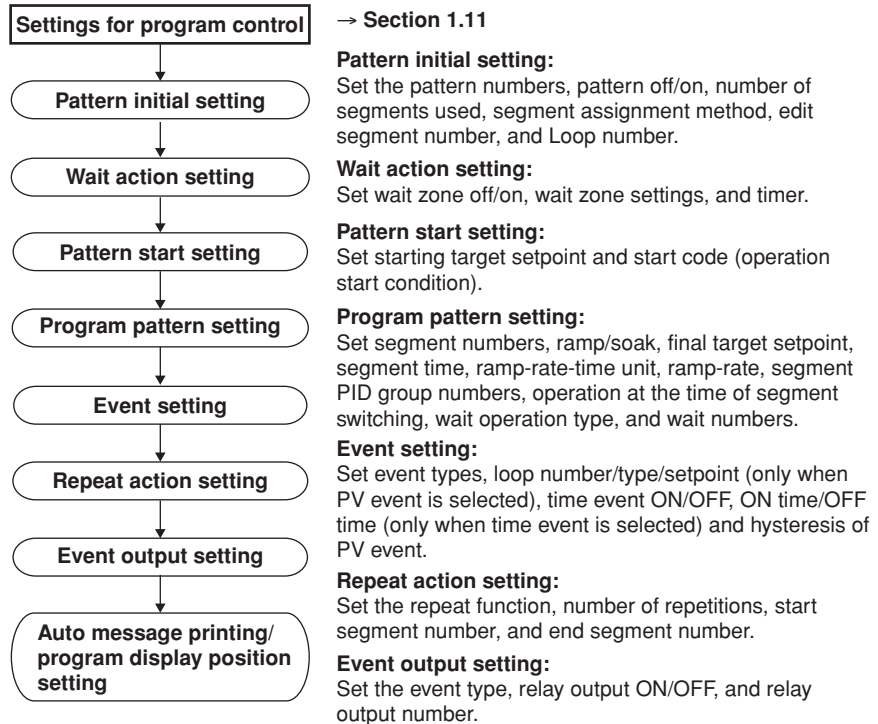 Settings for program control
Pattern initial setting
Wait action setting
Pattern start setting
Program pattern setting
Event setting
Repeat action setting
Event output setting
Auto message printing/
program display position
setting
→ Section 1.11
Pattern initial setting:
Set the pattern numbers, pattern off/on, number of
segments used, segment assignment method, edit
segment number, and Loop number.
Wait action setting:
Set wait zone off/on, wait zone settings, and timer.
Pattern start setting:
Set starting target setpoint and start code (operation
start condition).
Program pattern setting:
Set segment numbers, ramp/soak, final target setpoint,
segment time, ramp-rate-time unit, ramp-rate, segment
PID group numbers, operation at the time of segment
switching, wait operation type, and wait numbers.
Event setting:
Set event types, loop number/type/setpoint (only when
PV event is selected), time event ON/OFF, ON time/OFF
time (only when time event is selected) and hysteresis of
PV event.
Repeat action setting:
Set the repeat function, number of repetitions, start
segment number, and end segment number.
Event output setting:
Set the event type, relay output ON/OFF, and relay
output number.